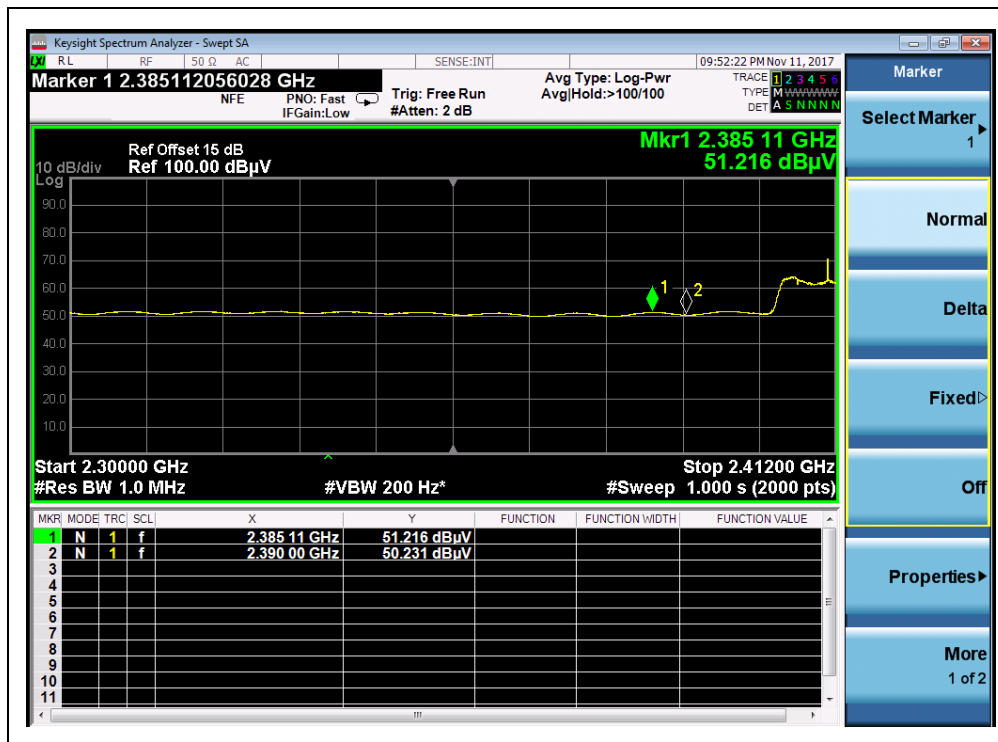 Keysight Spectrum Analyzer - Swept SA
LXI RL RF 50 Ω AC SENSE:INT 09:52:22 PM Nov 11, 2017
Marker 1 2.385112056028 GHz
NFE PNO: Fast IFGain:Low
Trig: Free Run
#Atten: 2 dB
Avg Type: Log-Pwr
Avg|Hold:>100/100
TRACE 1 2 3 4 5 6
TYPE M WWWWW
DET A S N N N N
Mkr1 2.385 11 GHz
51.216 dBµV
Ref Offset 15 dB
10 dB/div Ref 100.00 dBµV
Log
90.0
80.0
70.0
60.0
50.0
40.0
30.0
20.0
10.0
1
2
Start 2.30000 GHz Stop 2.41200 GHz
#Res BW 1.0 MHz #VBW 200 Hz* #Sweep 1.000 s (2000 pts)
MKR MODE TRC SCL X Y FUNCTION FUNCTION WIDTH FUNCTION VALUE
1 N 1 f 2.385 11 GHz 51.216 dBµV
2 N 1 f 2.390 00 GHz 50.231 dBµV
3
4
5
6
7
8
9
10
11
Marker
Select Marker
1
Normal
Delta
Fixed
Off
Properties
More
1 of 2